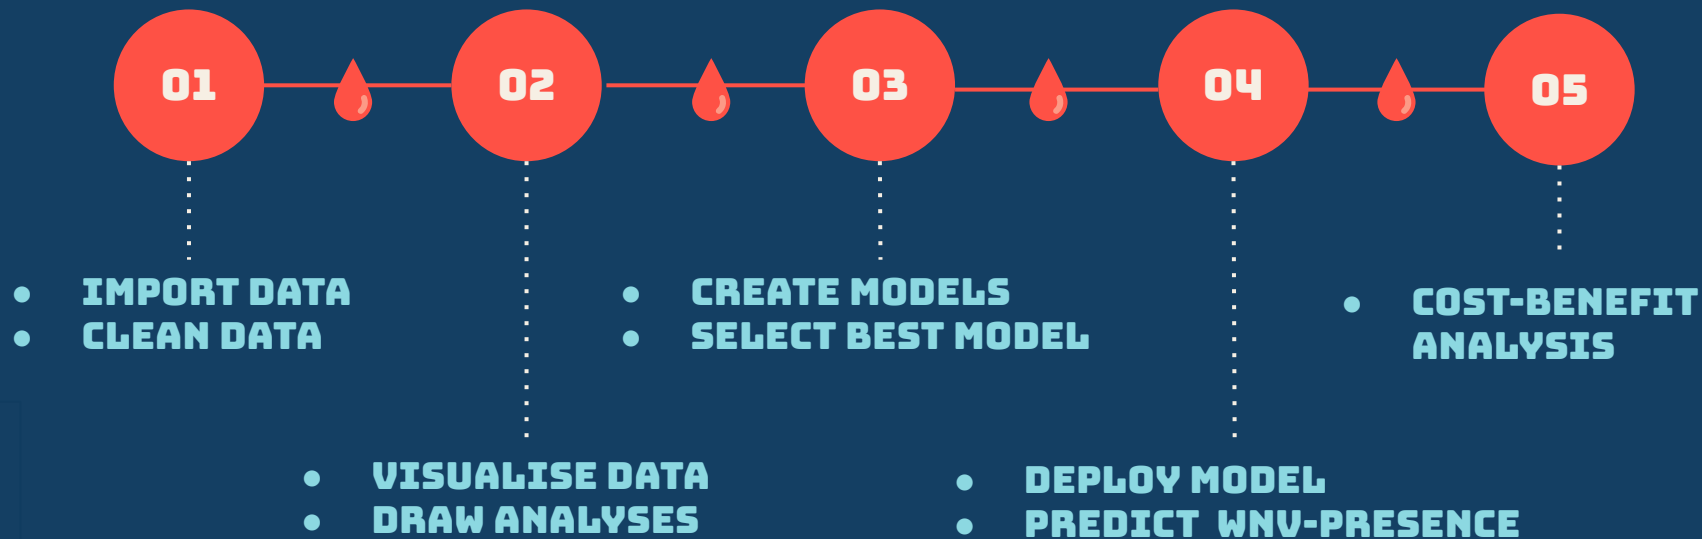 01
02
03
04
05
• IMPORT DATA
• CLEAN DATA
• VISUALISE DATA
• DRAW ANALYSES
• CREATE MODELS
• SELECT BEST MODEL
• DEPLOY MODEL
• PREDICT WNV-PRESENCE
• COST-BENEFIT
ANALYSIS